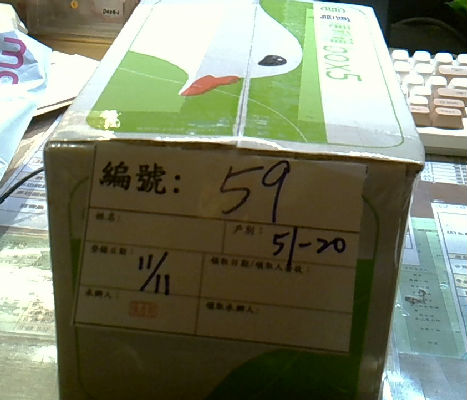 編號: 59
姓名:
戶別: 51-20
登錄日期: 11/11
領取日期/領取人簽收:
承辦人:
領取承辦人: